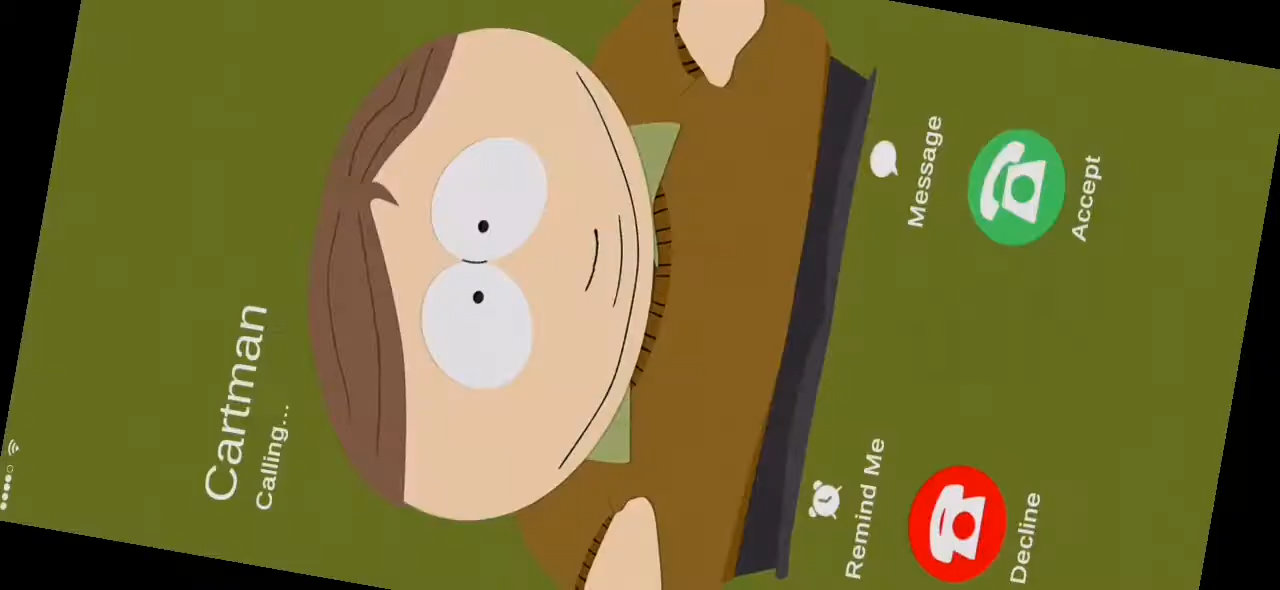 Cartman
Calling...
Remind Me
Message
Decline
Accept